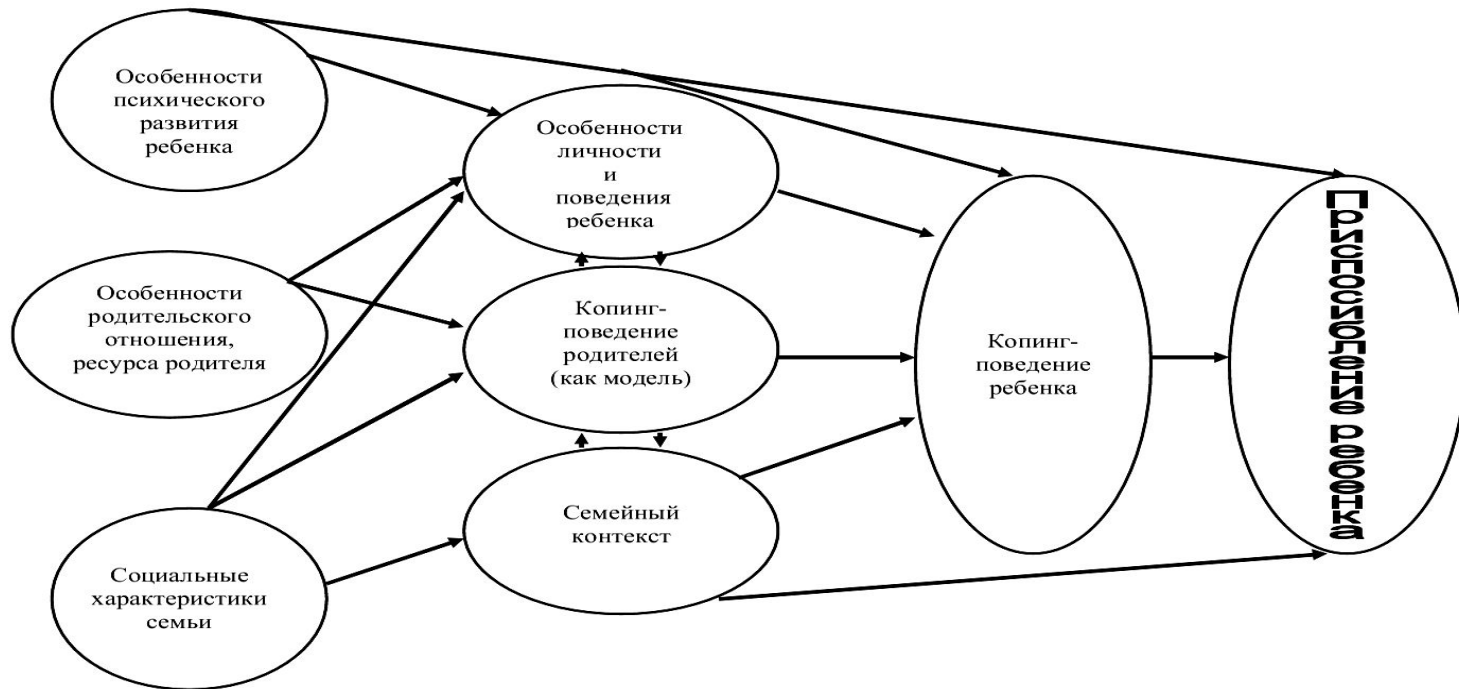 Особенности
психического
развития
ребенка
Особенности
личности
и
поведения
ребенка
Особенности
родительского
отношения,
ресурса родителя
Копинг-
поведение
родителей
(как модель)
Копинг-
поведение
ребенка
Приспособление ребенка
Семейный
контекст
Социальные
характеристики
семьи